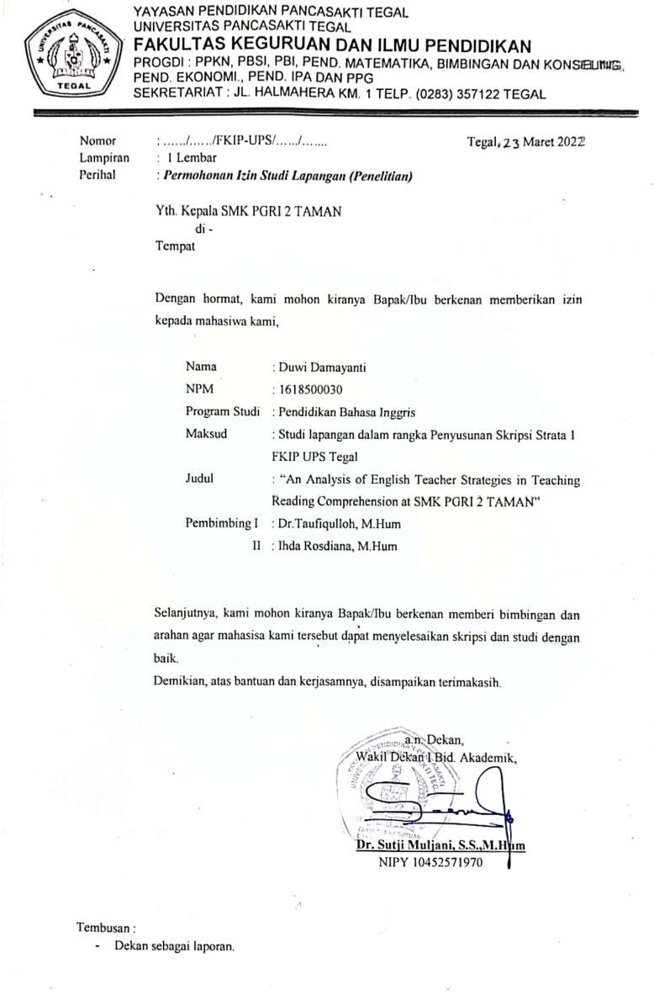 YAYASAN PENDIDIKAN PANCASAKTI TEGAL
UNIVERSITAS PANCASAKTI TEGAL
FAKULTAS KEGURUAN DAN ILMU PENDIDIKAN
PROGDI : PPKN, PBSI, PBI, PEND. MATEMATIKA, BIMBINGAN DAN
PEND. EKONOMI., PEND. IPA DAN PPG
SEKRETARIAT : JL. HALMAHERA KM. 1 TELP. (0283) 357122 TEGAL
UNIVERSITAS PANCASAKTI
TEGAL
Nomor : ....../....../FKIP-UPS/....../....... Tegal, 23 Maret 2022
Lampiran : 1 Lembar
Perihal : Permohonan Izin Studi Lapangan (Penelitian)
Yth. Kepala SMK PGRI 2 TAMAN
di -
Tempat
Dengan hormat, kami mohon kiranya Bapak/Ibu berkenan memberikan izin
kepada mahasiwa kami,
Nama : Duwi Damayanti
NPM : 1618500030
Program Studi : Pendidikan Bahasa Inggris
Maksud : Studi lapangan dalam rangka Penyusunan Skripsi Strata 1
FKIP UPS Tegal
Judul : “An Analysis of English Teacher Strategies in Teaching
Reading Comprehension at SMK PGRI 2 TAMAN”
Pembimbing I : Dr.Taufiqulloh, M.Hum
II : Ihda Rosdiana, M.Hum
Selanjutnya, kami mohon kiranya Bapak/Ibu berkenan memberi bimbingan dan
arahan agar mahasisa kami tersebut dapat menyelesaikan skripsi dan studi dengan
baik.
Demikian, atas bantuan dan kerjasamnya, disampaikan terimakasih.
a.n. Dekan,
Wakil Dekan I Bid. Akademik,
Dr. Sutji Muljani, S.S.,M.Hum
NIPY 10452571970
Tembusan :
- Dekan sebagai laporan.